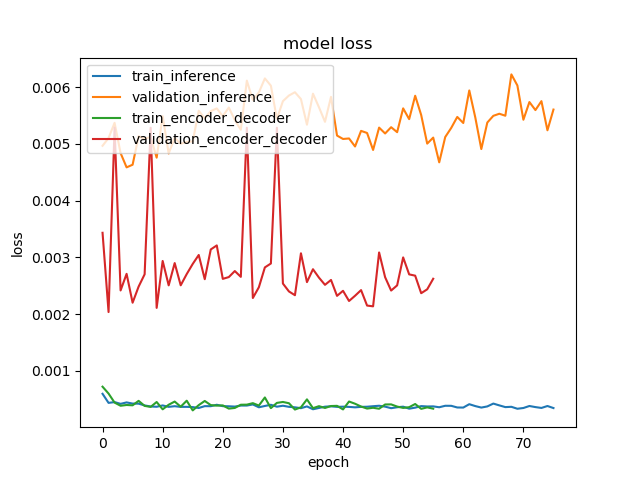 model loss
train_inference
validation_inference
train_encoder_decoder
validation_encoder_decoder
0.006
0.005
0.004
0.003
0.002
0.001
loss
0 10 20 30 40 50 60 70
epoch